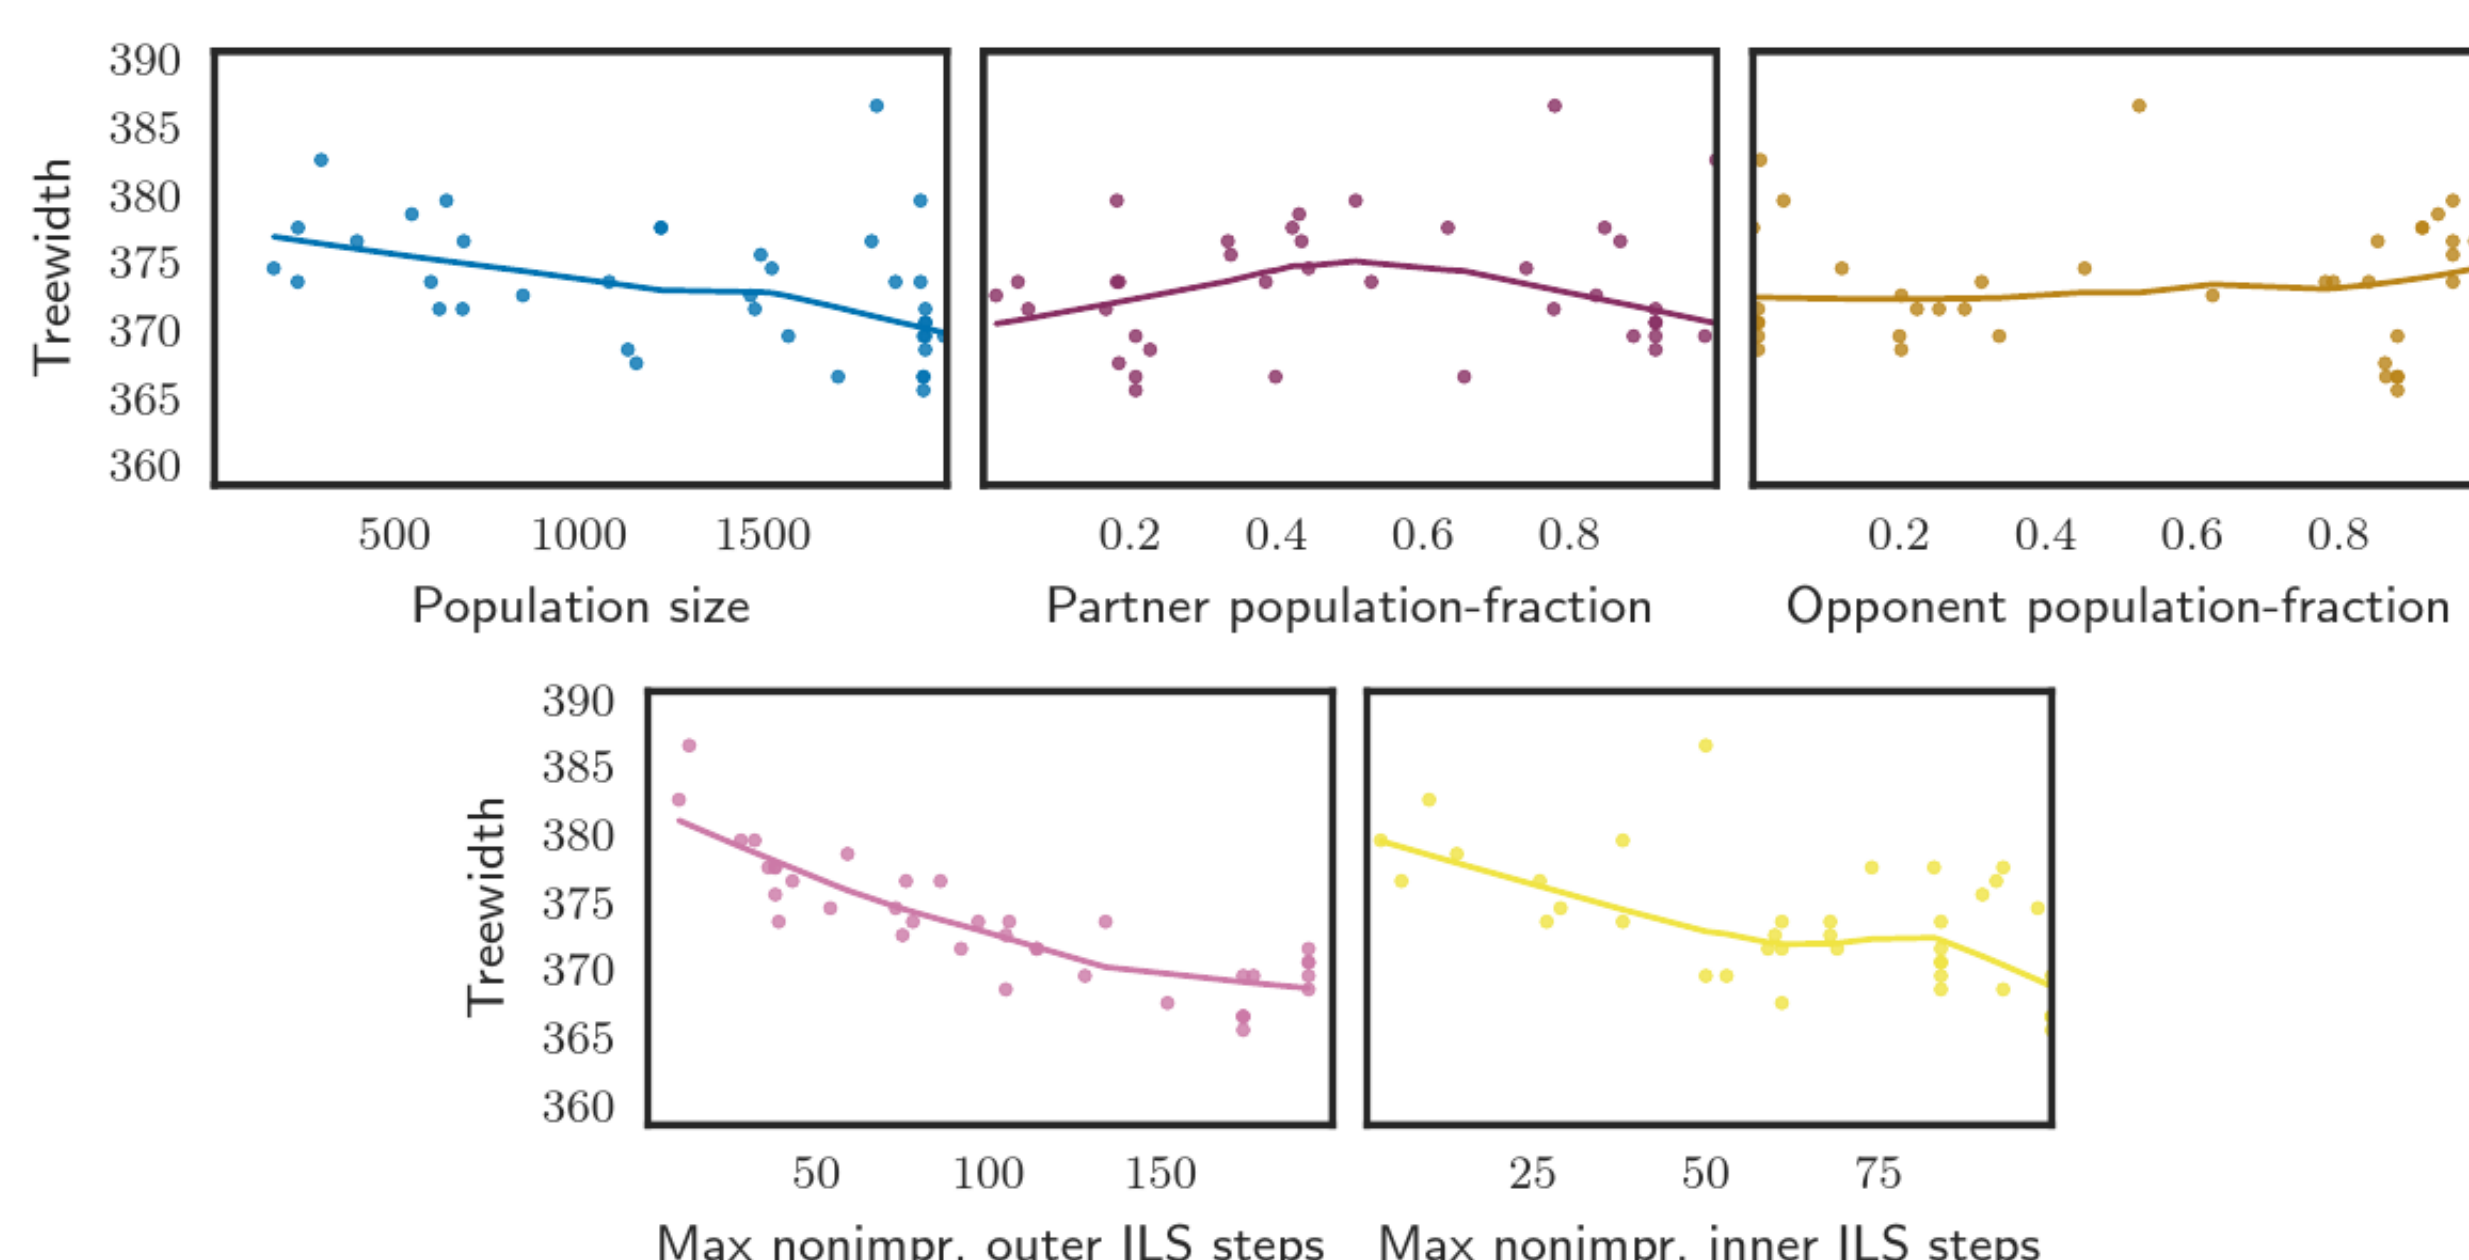 390
385
380
375
370
365
360
Treewidth
500 1000 1500
0.2 0.4 0.6 0.8
0.2 0.4 0.6 0.8
Population size
Partner population-fraction
Opponent population-fraction
390
385
380
375
370
365
360
Treewidth
50 100 150
25 50 75
Max nonimpr. outer ILS steps
Max nonimpr. inner ILS steps